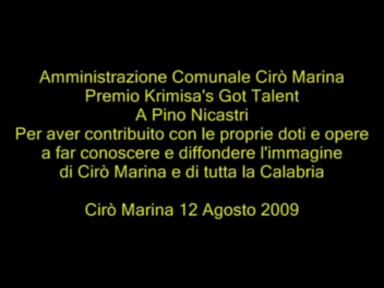 Amministrazione Comunale Cirò Marina
Premio Krimisa's Got Talent
A Pino Nicastri
Per aver contribuito con le proprie doti e opere
a far conoscere e diffondere l'immagine
di Cirò Marina e di tutta la Calabria
Cirò Marina 12 Agosto 2009